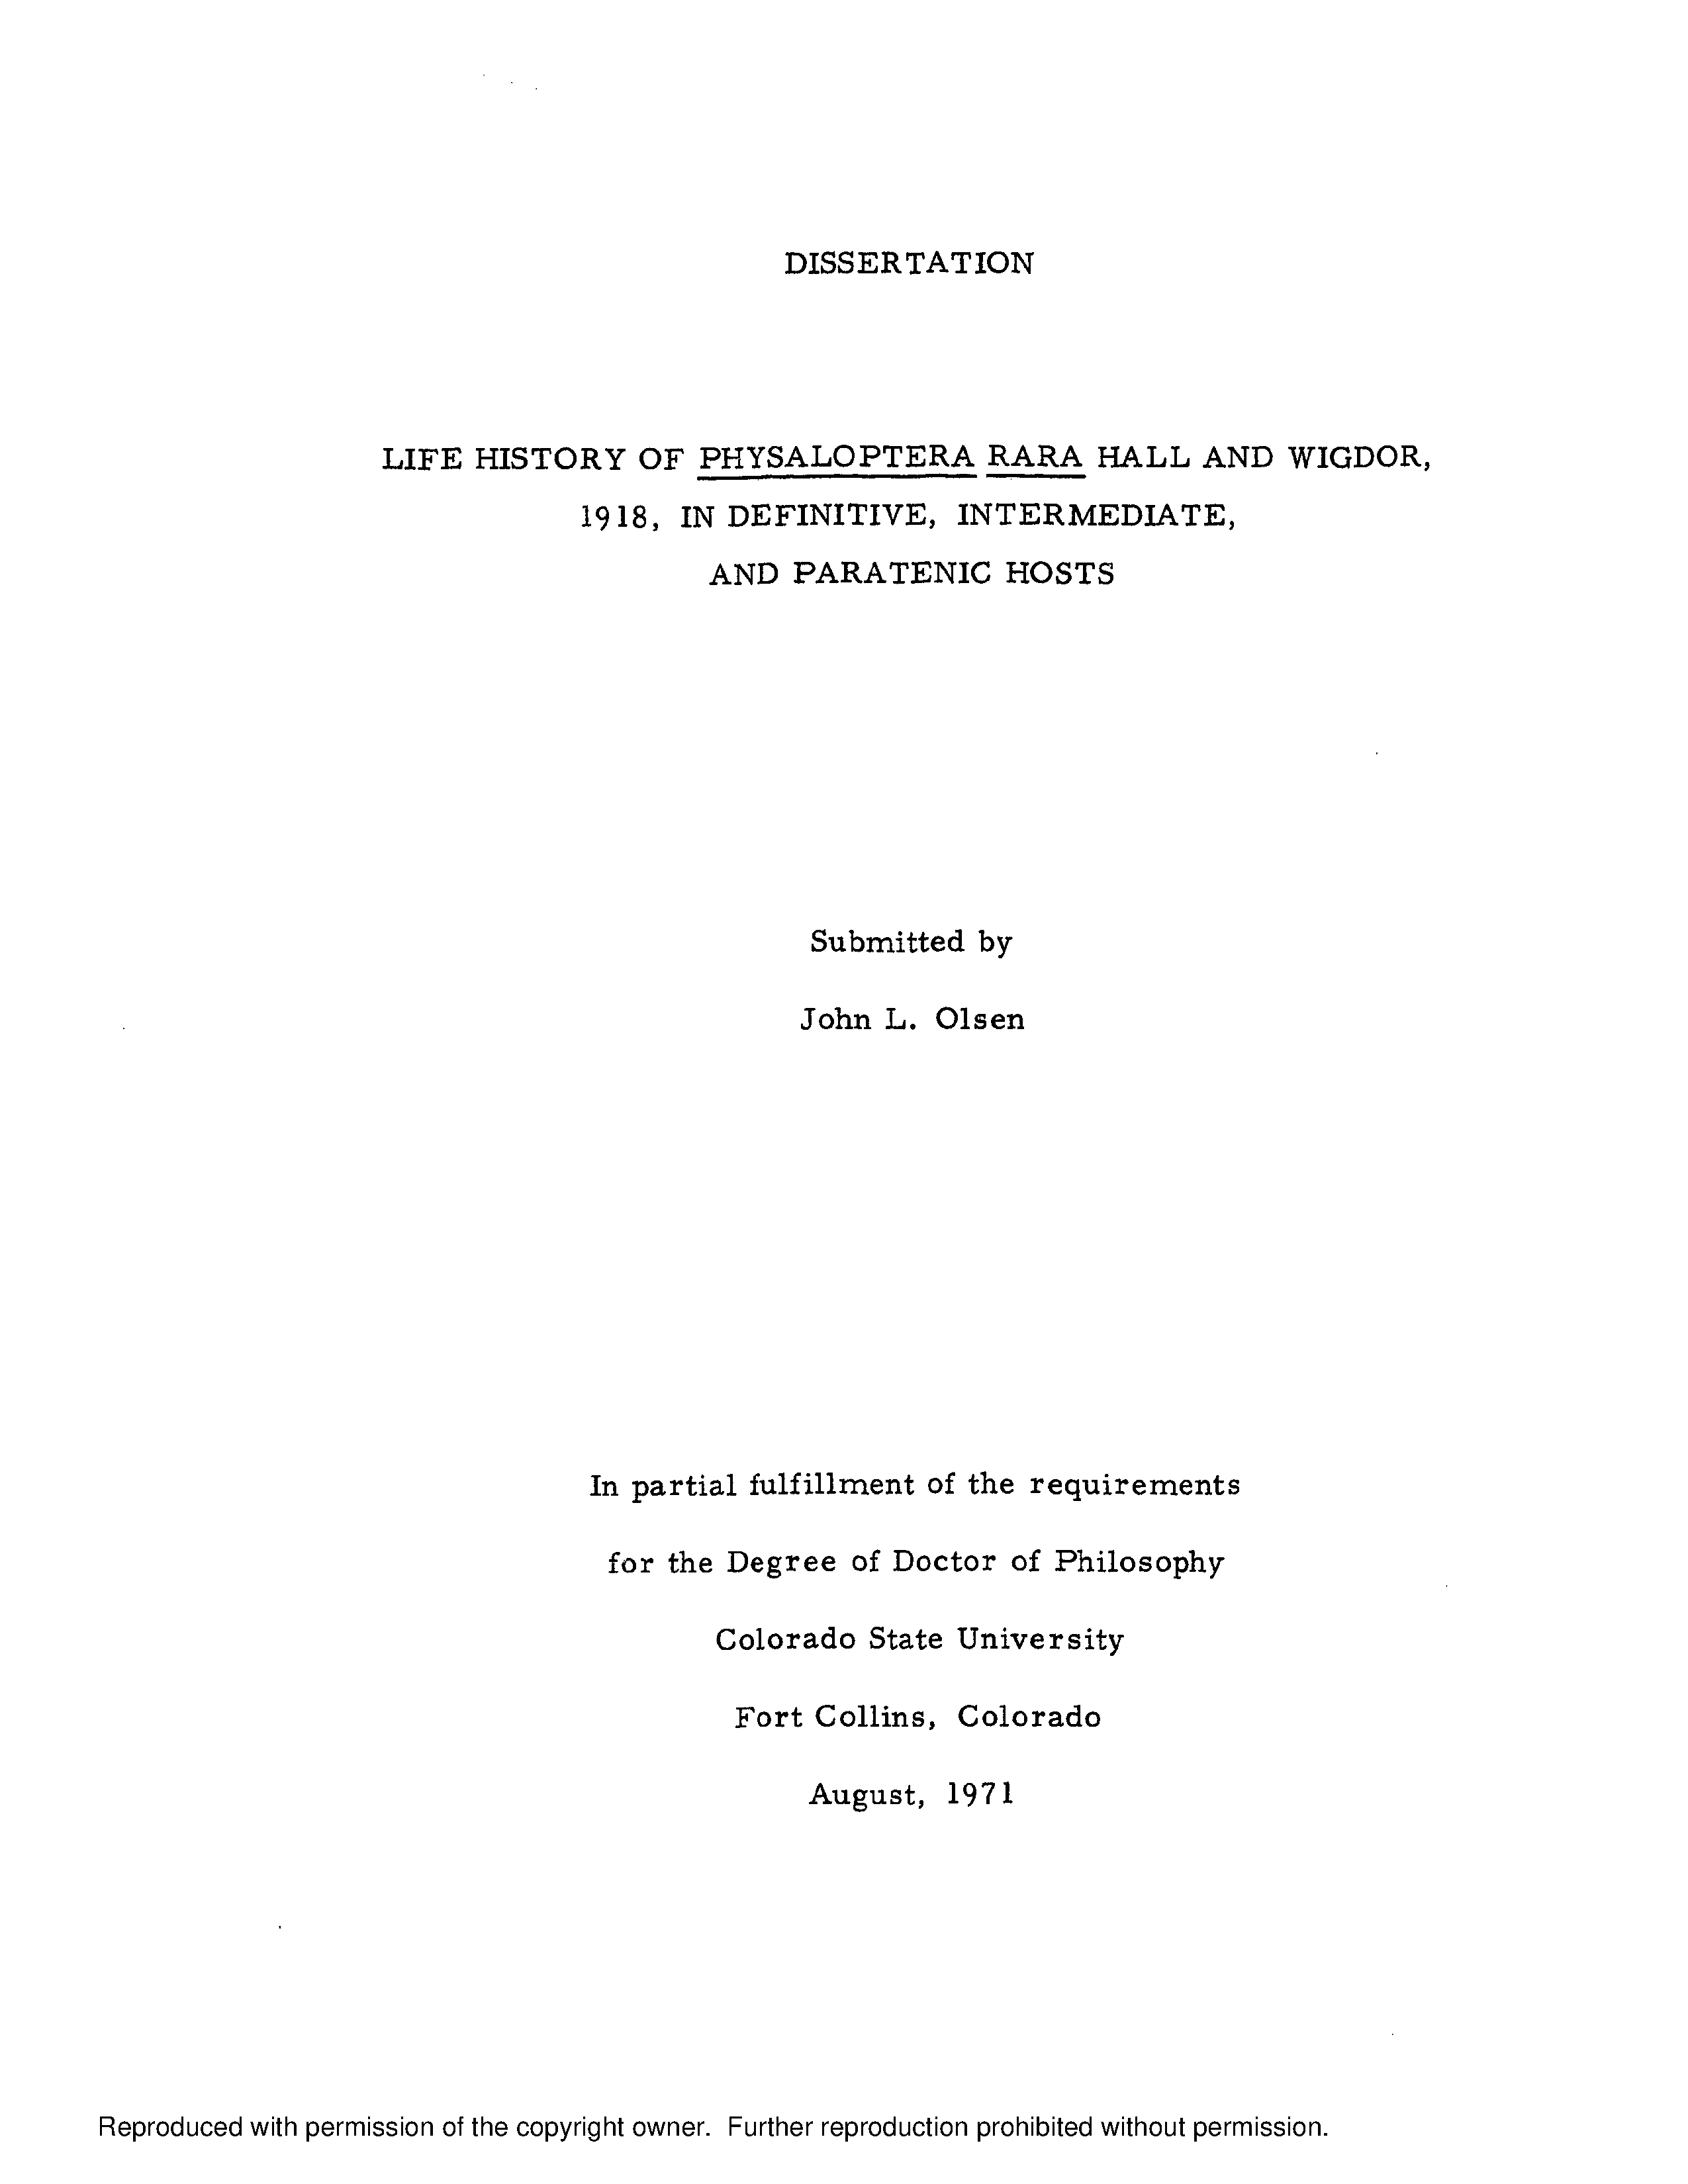 DISSERTATION
LIFE HISTORY OF PHYSALOPTERA RARA HALL AND WIGDOR,
1918, IN DEFINITIVE, INTERMEDIATE,
AND PARATENIC HOSTS
Submitted by
John L. Olsen
In partial fulfillment of the requirements
for the Degree of Doctor of Philosophy
Colorado State University
Fort Collins, Colorado
August, 1971
Reproduced with permission of the copyright owner. Further reproduction prohibited without permission.